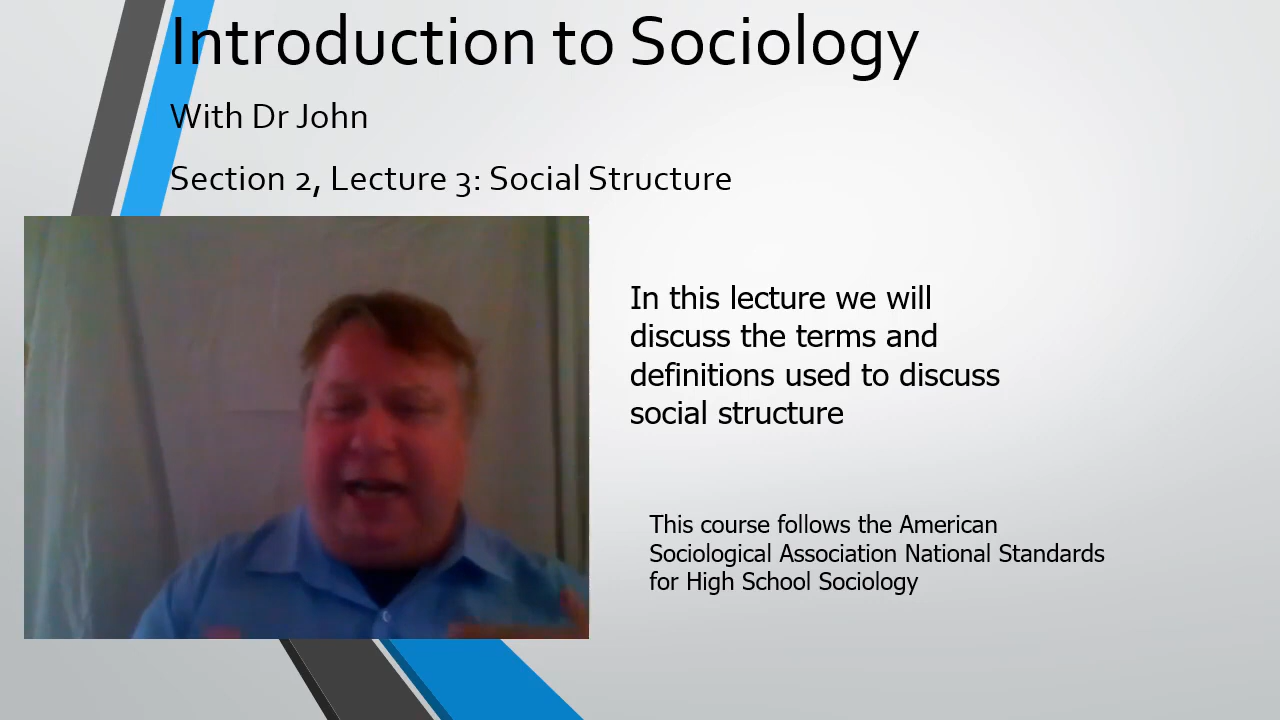 Introduction to Sociology
With Dr John
Section 2, Lecture 3: Social Structure
In this lecture we will
discuss the terms and
definitions used to discuss
social structure
This course follows the American
Sociological Association National Standards
for High School Sociology